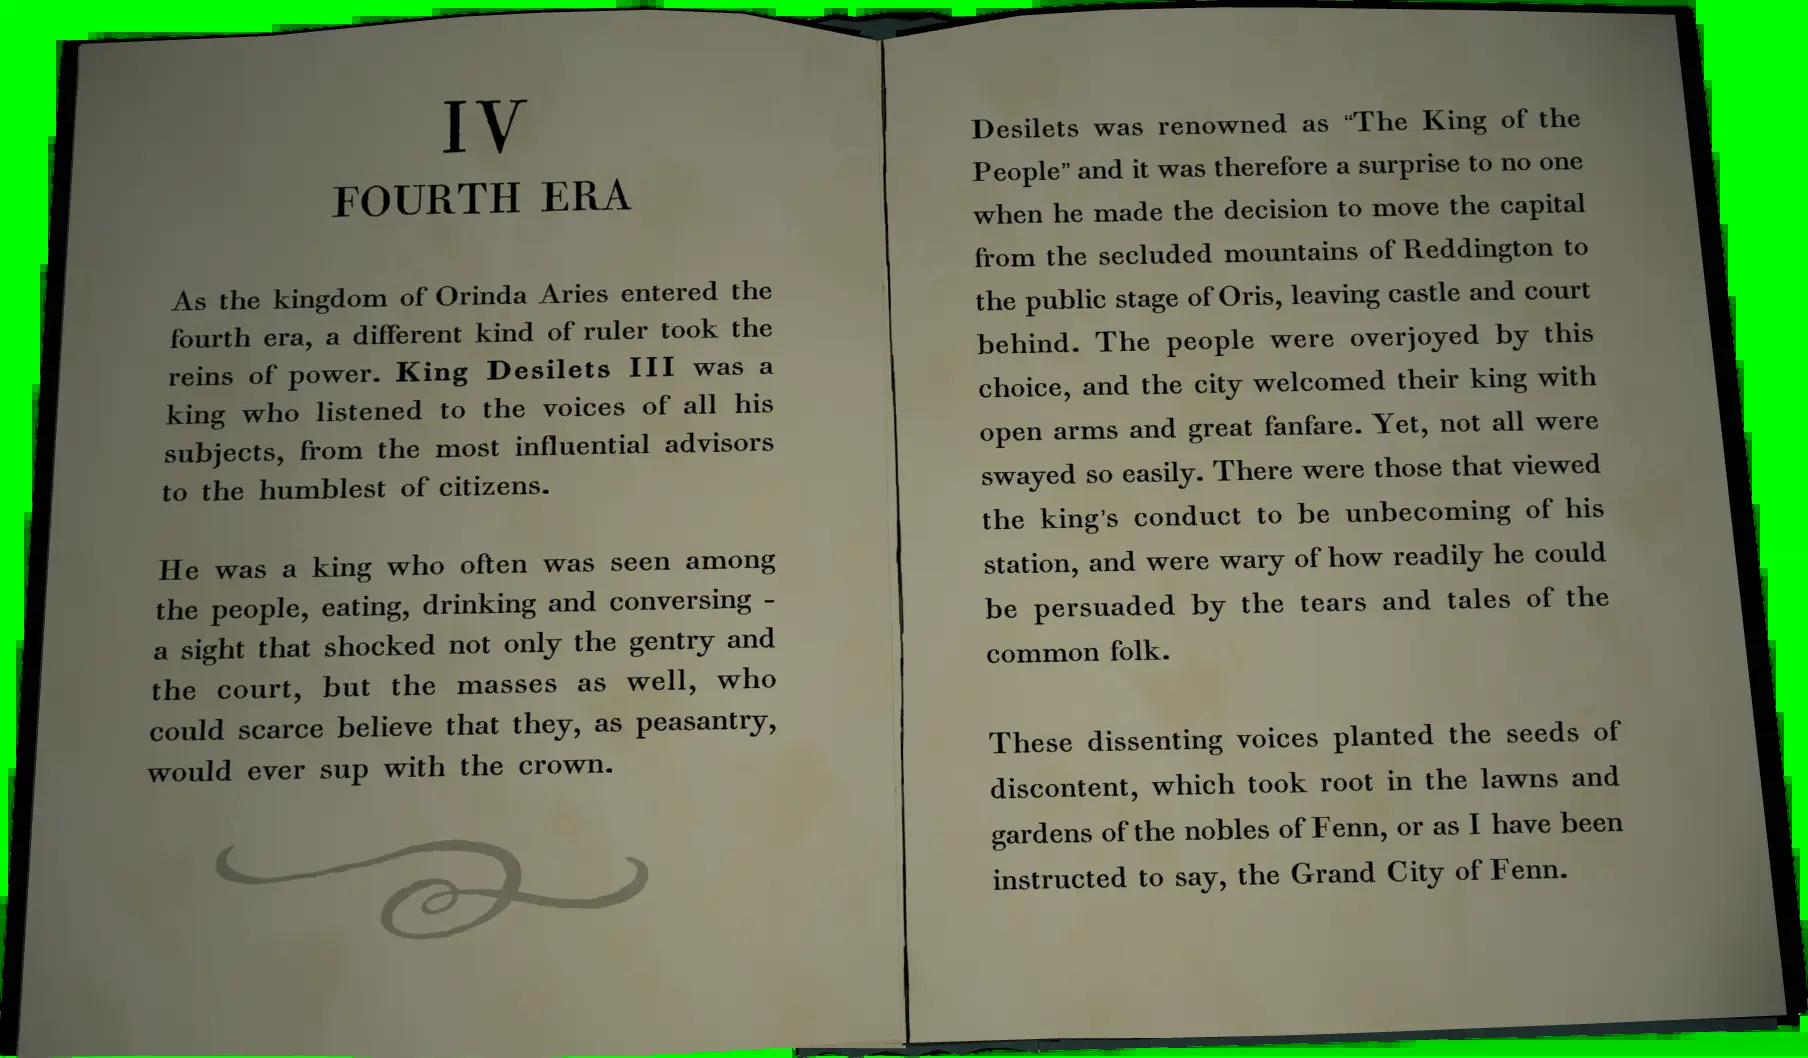 IV
FOURTH ERA
As the kingdom of Orinda Aries entered the
fourth era, a different kind of ruler took the
reins of power. King Desilets III was a
king who listened to the voices of all his
subjects, from the most influential advisors
to the humblest of citizens.
He was a king who often was seen among
the people, eating, drinking and conversing -
a sight that shocked not only the gentry and
the court, but the masses as well, who
could scarce believe that they, as peasantry,
would ever sup with the crown.
Desilets was renowned as “The King of the
People” and it was therefore a surprise to no one
when he made the decision to move the capital
from the secluded mountains of Reddington to
the public stage of Oris, leaving castle and court
behind. The people were overjoyed by this
choice, and the city welcomed their king with
open arms and great fanfare. Yet, not all were
swayed so easily. There were those that viewed
the king’s conduct to be unbecoming of his
station, and were wary of how readily he could
be persuaded by the tears and tales of the
common folk.
These dissenting voices planted the seeds of
discontent, which took root in the lawns and
gardens of the nobles of Fenn, or as I have been
instructed to say, the Grand City of Fenn.